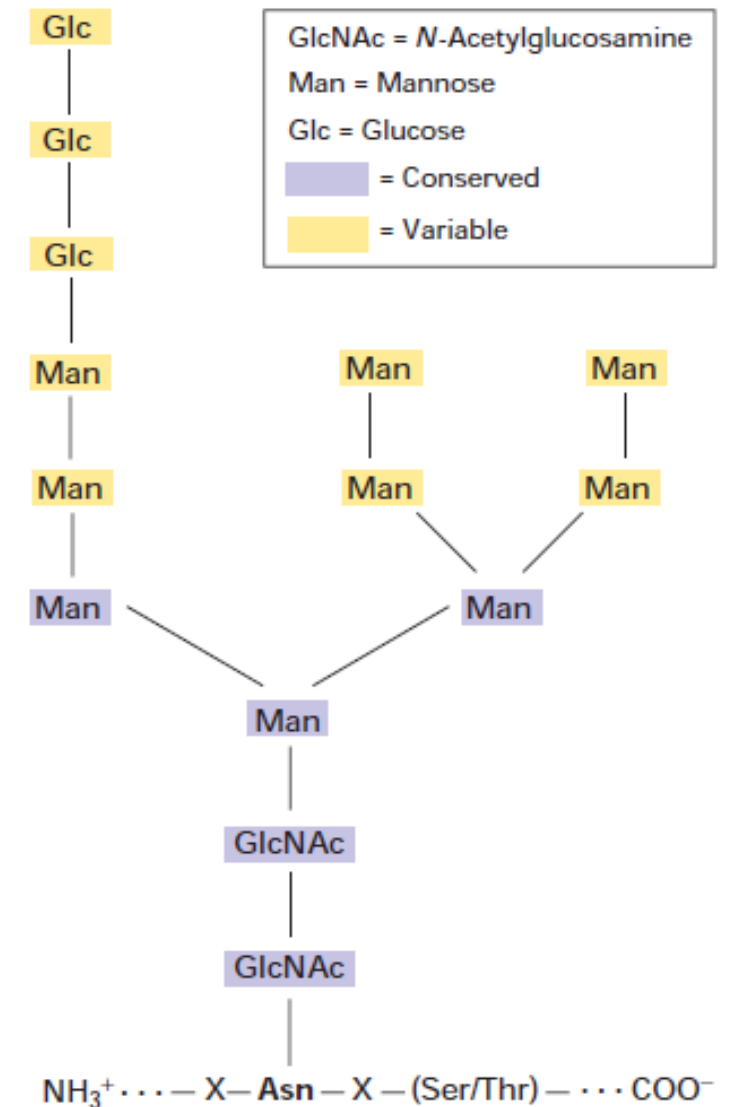 Glc
GlcNAc = N-Acetylglucosamine
Man = Mannose
Glc = Glucose
= Conserved
= Variable
Glc
Glc
Man Man Man
Man Man Man
Man Man
Man
GlcNAc
GlcNAc
NH₃⁺ · · · — X — Asn — X — (Ser/Thr) — · · · COO⁻